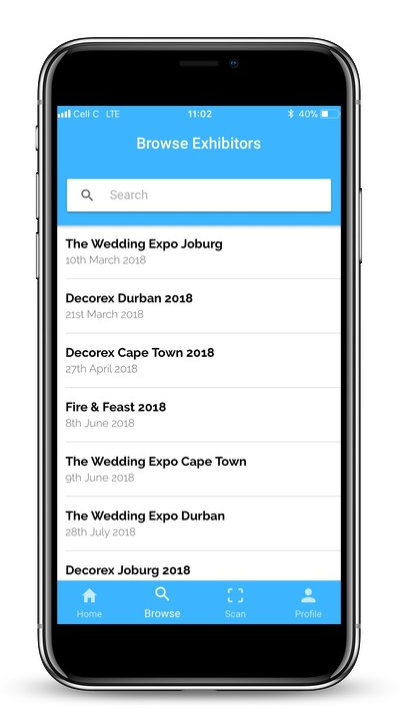 Cell C LTE 11:02 40%
Browse Exhibitors
Search
The Wedding Expo Joburg
10th March 2018
Decorex Durban 2018
21st March 2018
Decorex Cape Town 2018
27th April 2018
Fire & Feast 2018
8th June 2018
The Wedding Expo Cape Town
9th June 2018
The Wedding Expo Durban
28th July 2018
Decorex Joburg 2018
Home Browse Scan Profile